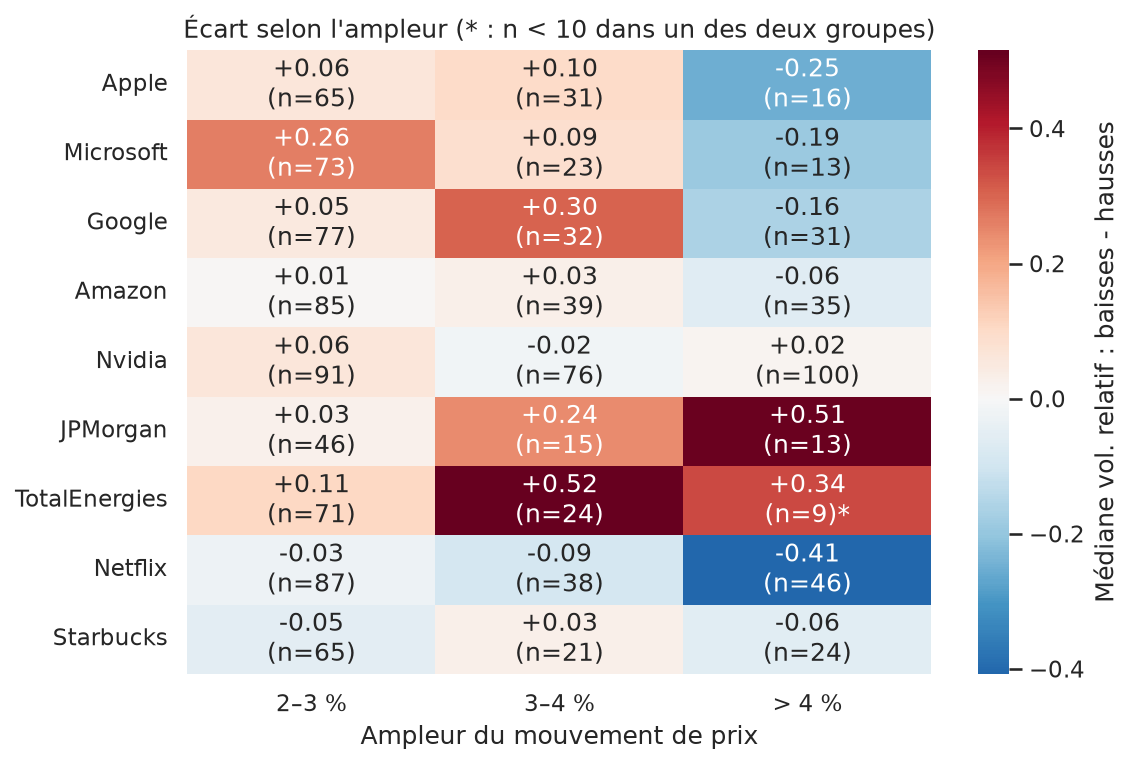 Écart selon l'ampleur (* : n < 10 dans un des deux groupes)
Apple
+0.06
(n=65)
+0.10
(n=31)
-0.25
(n=16)
Microsoft
+0.26
(n=73)
+0.09
(n=23)
-0.19
(n=13)
Google
+0.05
(n=77)
+0.30
(n=32)
-0.16
(n=31)
Amazon
+0.01
(n=85)
+0.03
(n=39)
-0.06
(n=35)
Nvidia
+0.06
(n=91)
-0.02
(n=76)
+0.02
(n=100)
JPMorgan
+0.03
(n=46)
+0.24
(n=15)
+0.51
(n=13)
TotalEnergies
+0.11
(n=71)
+0.52
(n=24)
+0.34
(n=9)*
Netflix
-0.03
(n=87)
-0.09
(n=38)
-0.41
(n=46)
Starbucks
-0.05
(n=65)
+0.03
(n=21)
-0.06
(n=24)
2–3 %
3–4 %
> 4 %
Ampleur du mouvement de prix
0.4
0.2
0.0
−0.2
−0.4
Médiane vol. relatif : baisses - hausses